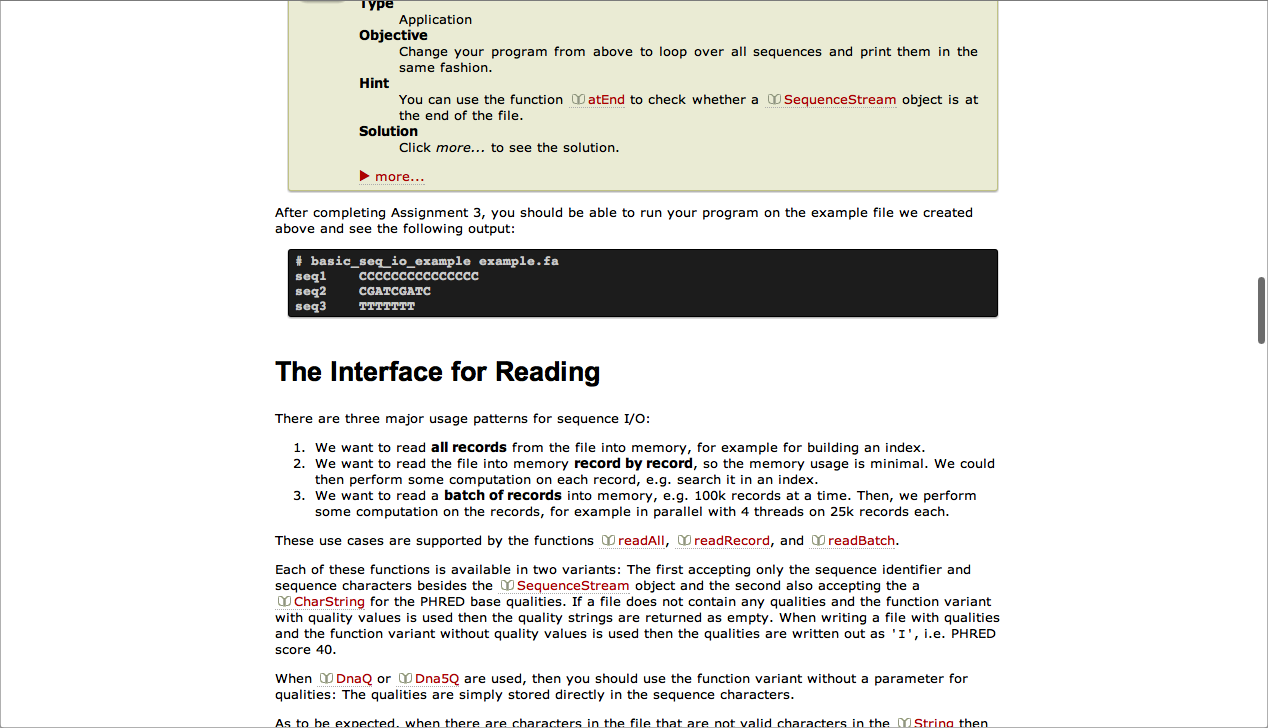 Type
Application
Objective
Change your program from above to loop over all sequences and print them in the
same fashion.
Hint
You can use the function atEnd to check whether a SequenceStream object is at
the end of the file.
Solution
Click more... to see the solution.
more...
After completing Assignment 3, you should be able to run your program on the example file we created
above and see the following output:
# basic_seq_io_example example.fa
seq1 CCCCCCCCCCCCCCC
seq2 CGATCGATC
seq3 TTTTTTT
The Interface for Reading
There are three major usage patterns for sequence I/O:
1. We want to read all records from the file into memory, for example for building an index.
2. We want to read the file into memory record by record, so the memory usage is minimal. We could
then perform some computation on each record, e.g. search it in an index.
3. We want to read a batch of records into memory, e.g. 100k records at a time. Then, we perform
some computation on the records, for example in parallel with 4 threads on 25k records each.
These use cases are supported by the functions readAll, readRecord, and readBatch.
Each of these functions is available in two variants: The first accepting only the sequence identifier and
sequence characters besides the SequenceStream object and the second also accepting the a
CharString for the PHRED base qualities. If a file does not contain any qualities and the function variant
with quality values is used then the quality strings are returned as empty. When writing a file with qualities
and the function variant without quality values is used then the qualities are written out as 'I', i.e. PHRED
score 40.
When DnaQ or Dna5Q are used, then you should use the function variant without a parameter for
qualities: The qualities are simply stored directly in the sequence characters.
As to be expected, when there are characters in the file that are not valid characters in the String then